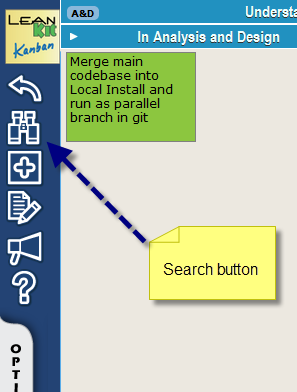 LEAN
Kit
Kanban
A&D
Understa
In Analysis and Design
Merge main
codebase into
Local Install and
run as parallel
branch in git
Search button
OPTI